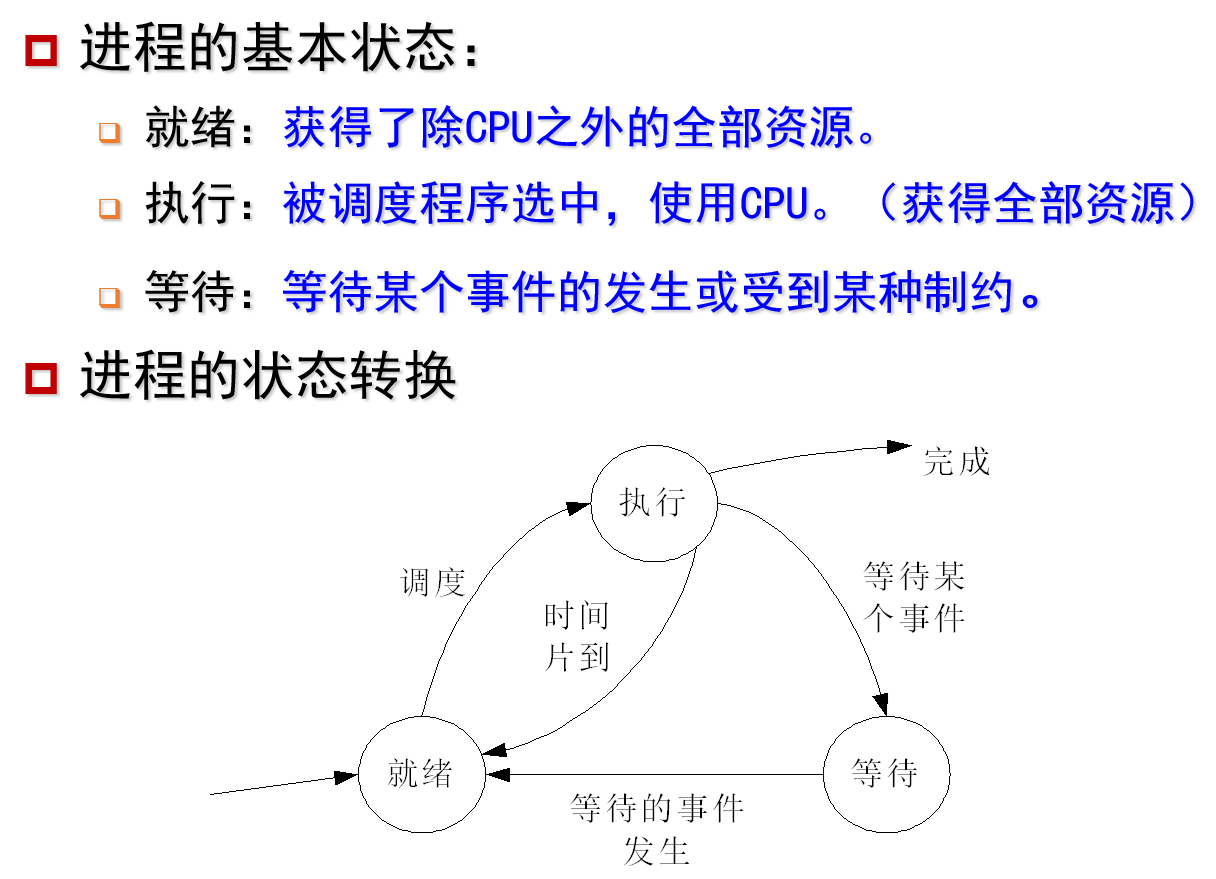 进程的基本状态：
就绪：获得了除CPU之外的全部资源。
执行：被调度程序选中，使用CPU。（获得全部资源）
等待：等待某个事件的发生或受到某种制约。
进程的状态转换
完成
执行
等待某
个事件
调度
时间
片到
就绪
等待
等待的事件
发生